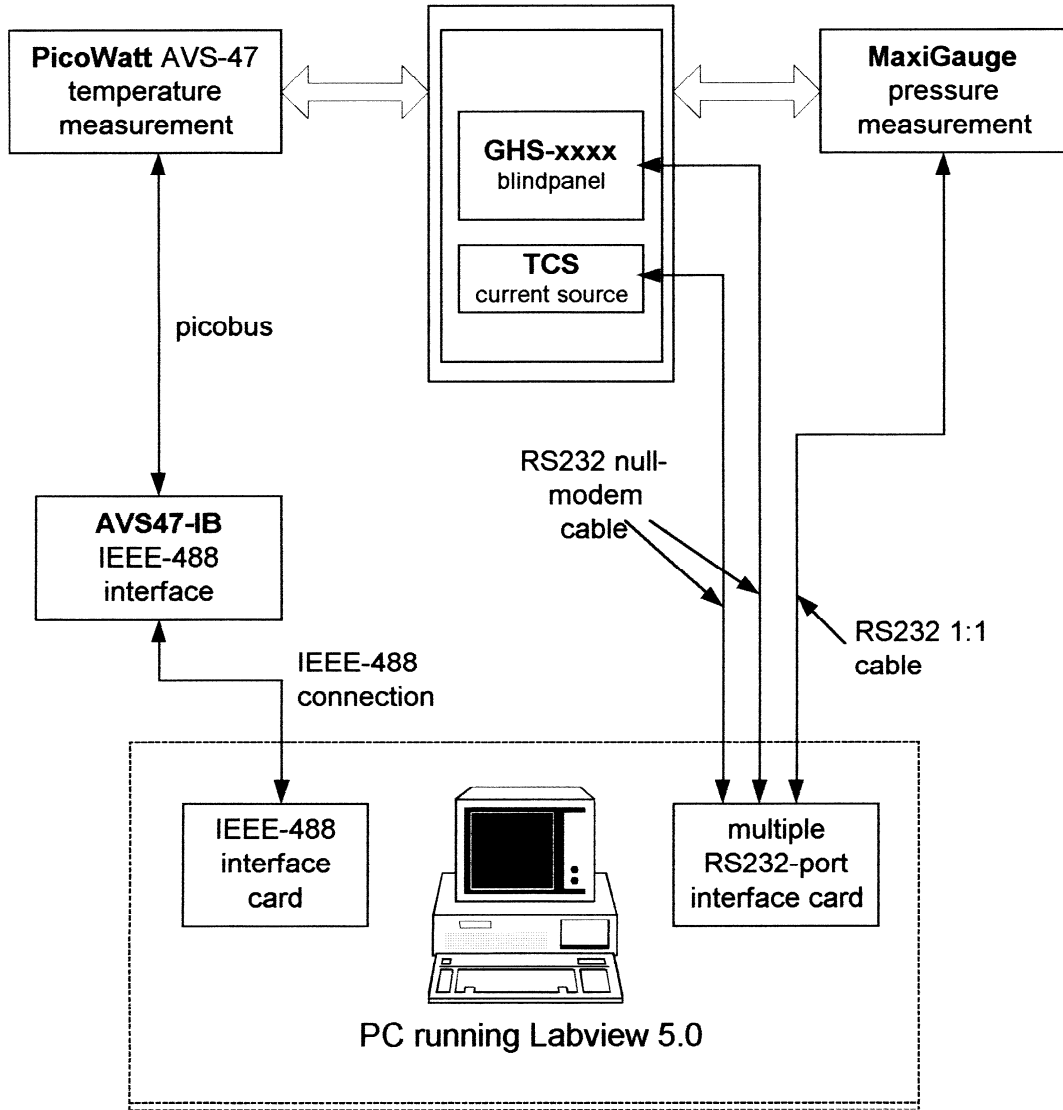 PicoWatt AVS-47
temperature
measurement
GHS-xxxx
blindpanel
TCS
current source
MaxiGauge
pressure
measurement
picobus
AVS47-IB
IEEE-488
interface
IEEE-488
connection
RS232 null-
modem
cable
RS232 1:1
cable
IEEE-488
interface
card
multiple
RS232-port
interface card
PC running Labview 5.0